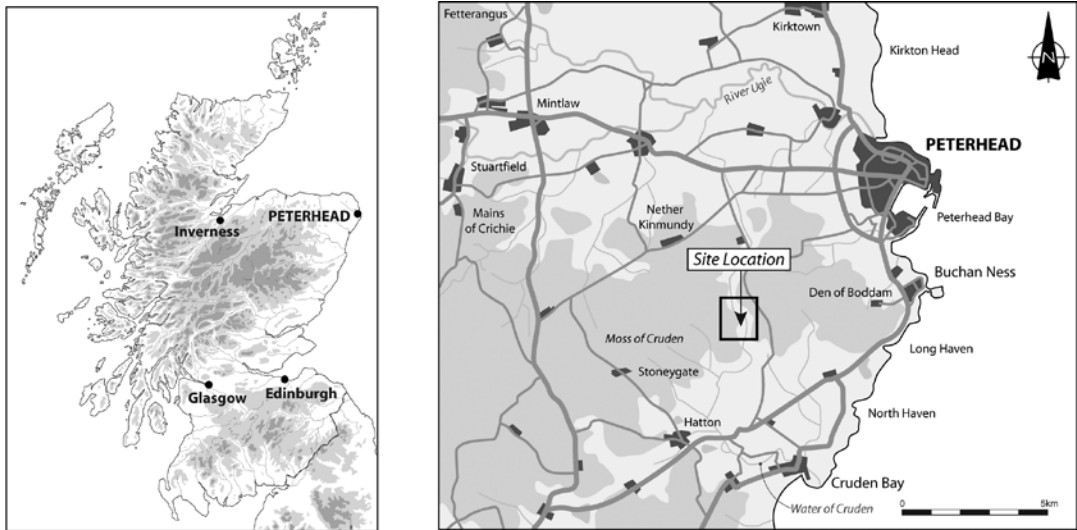 PETERHEAD
Inverness
Glasgow
Edinburgh
Fetterangus
Kirktown
Kirkton Head
N
River Ugie
Mintlaw
PETERHEAD
Stuartfield
Mains
of Crichie
Nether
Kinmundy
Peterhead Bay
Site Location
Buchan Ness
Den of Boddam
Moss of Cruden
Long Haven
Stoneygate
North Haven
Hatton
Cruden Bay
Water of Cruden
0
5km